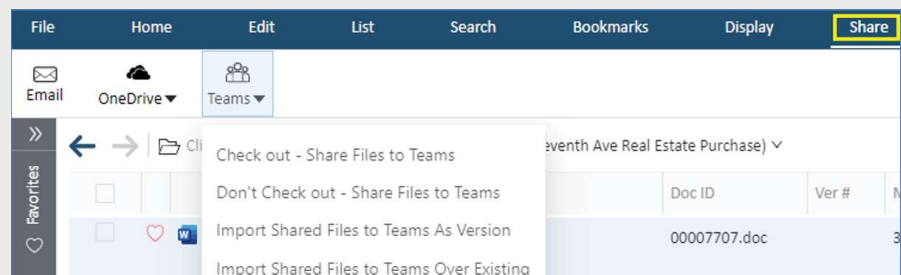 File Home Edit List Search Bookmarks Display Share
Email OneDrive Teams
Cli eventh Ave Real Estate Purchase)
Favorites
Check out - Share Files to Teams
Don't Check out - Share Files to Teams
Import Shared Files to Teams As Version
Import Shared Files to Teams Over Existing
Doc ID Ver #
00007707.doc 3